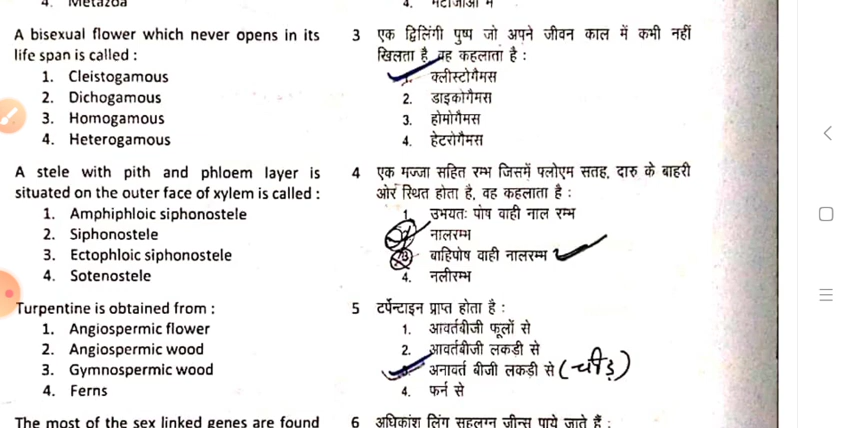 4. Metazoa
A bisexual flower which never opens in its
life span is called :
1. Cleistogamous
2. Dichogamous
3. Homogamous
4. Heterogamous
A stele with pith and phloem layer is
situated on the outer face of xylem is called :
1. Amphiphloic siphonostele
2. Siphonostele
3. Ectophloic siphonostele
4. Sotenostele
Turpentine is obtained from :
1. Angiospermic flower
2. Angiospermic wood
3. Gymnospermic wood
4. Ferns
The most of the sex linked genes are found
4. मेटाजोआ में
3 एक द्विलिंगी पुष्प जो अपने जीवन काल में कभी नहीं
खिलता है वह कहलाता है :
1. क्लीस्टोगैमस
2. डाइकोगैमस
3. होमोगैमस
4. हेटरोगैमस
4 एक मज्जा सहित रम्भ जिसमें फ्लोएम सतह, दारु के बाहरी
ओर स्थित होता है, वह कहलाता है :
1. उभयतः पोष वाही नाल रम्भ
नालरम्भ
बाहिपोष वाही नालरम्भ
4. नलीरम्भ
5 टर्पेन्टाइन प्राप्त होता है :
1. आवर्तबीजी फूलों से
2. आवर्तबीजी लकड़ी से
अनावर्त बीजी लकड़ी से (चीड़)
4. फर्न से
6 अधिकांश लिंग सहलग्न जीन्स पाये जाते हैं :